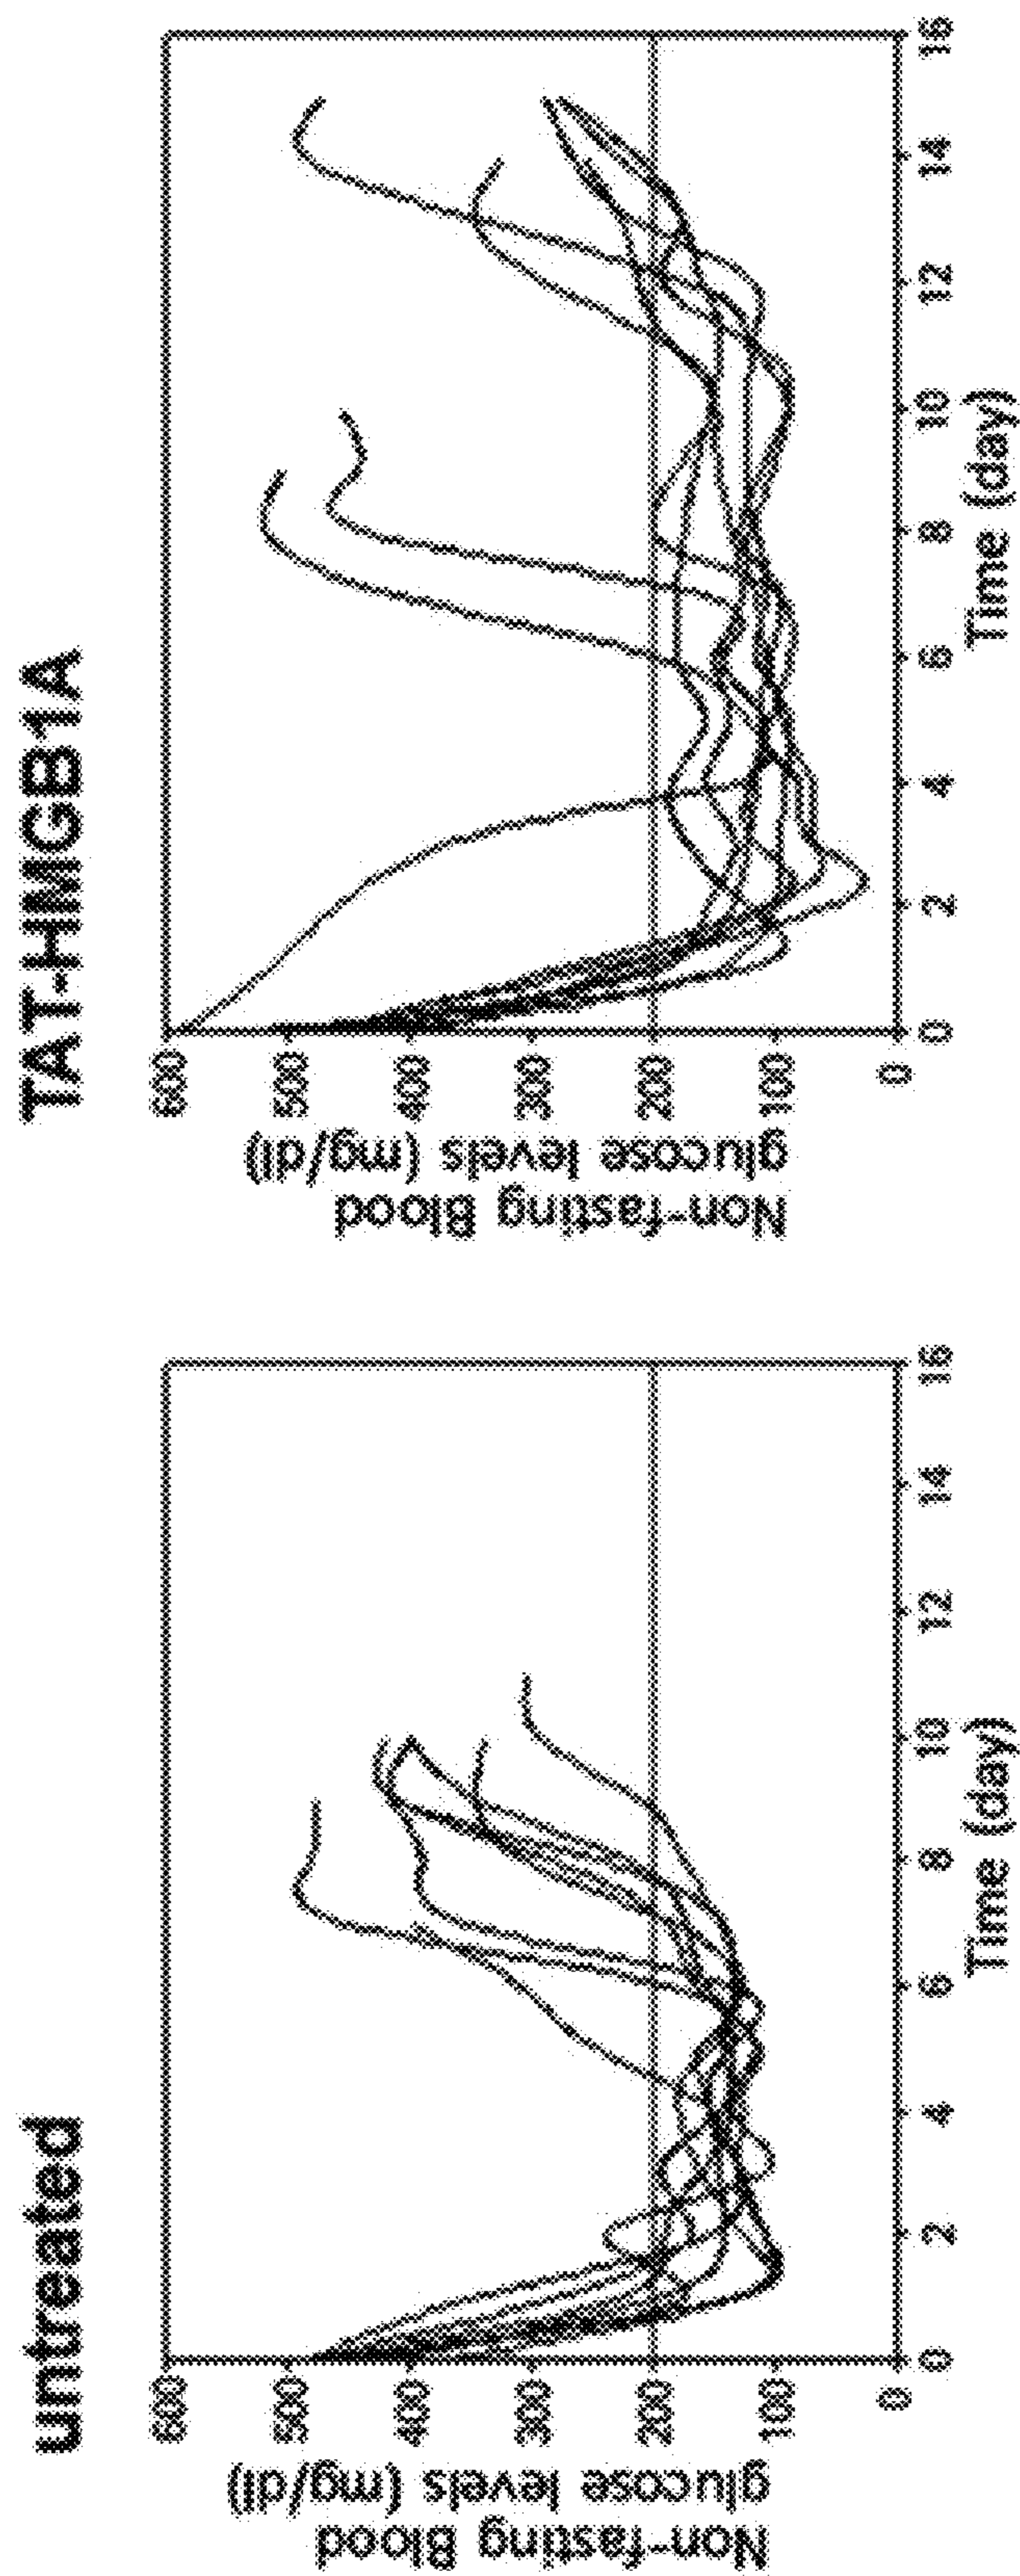 untreated
Non-fasting Blood
glucose levels (mg/dl)
600
500
400
300
200
100
0
0 2 4 6 8 10 12 14 16
Time (day)
TAT-HMGB1A
Non-fasting Blood
glucose levels (mg/dl)
600
500
400
300
200
100
0
0 2 4 6 8 10 12 14 16
Time (day)